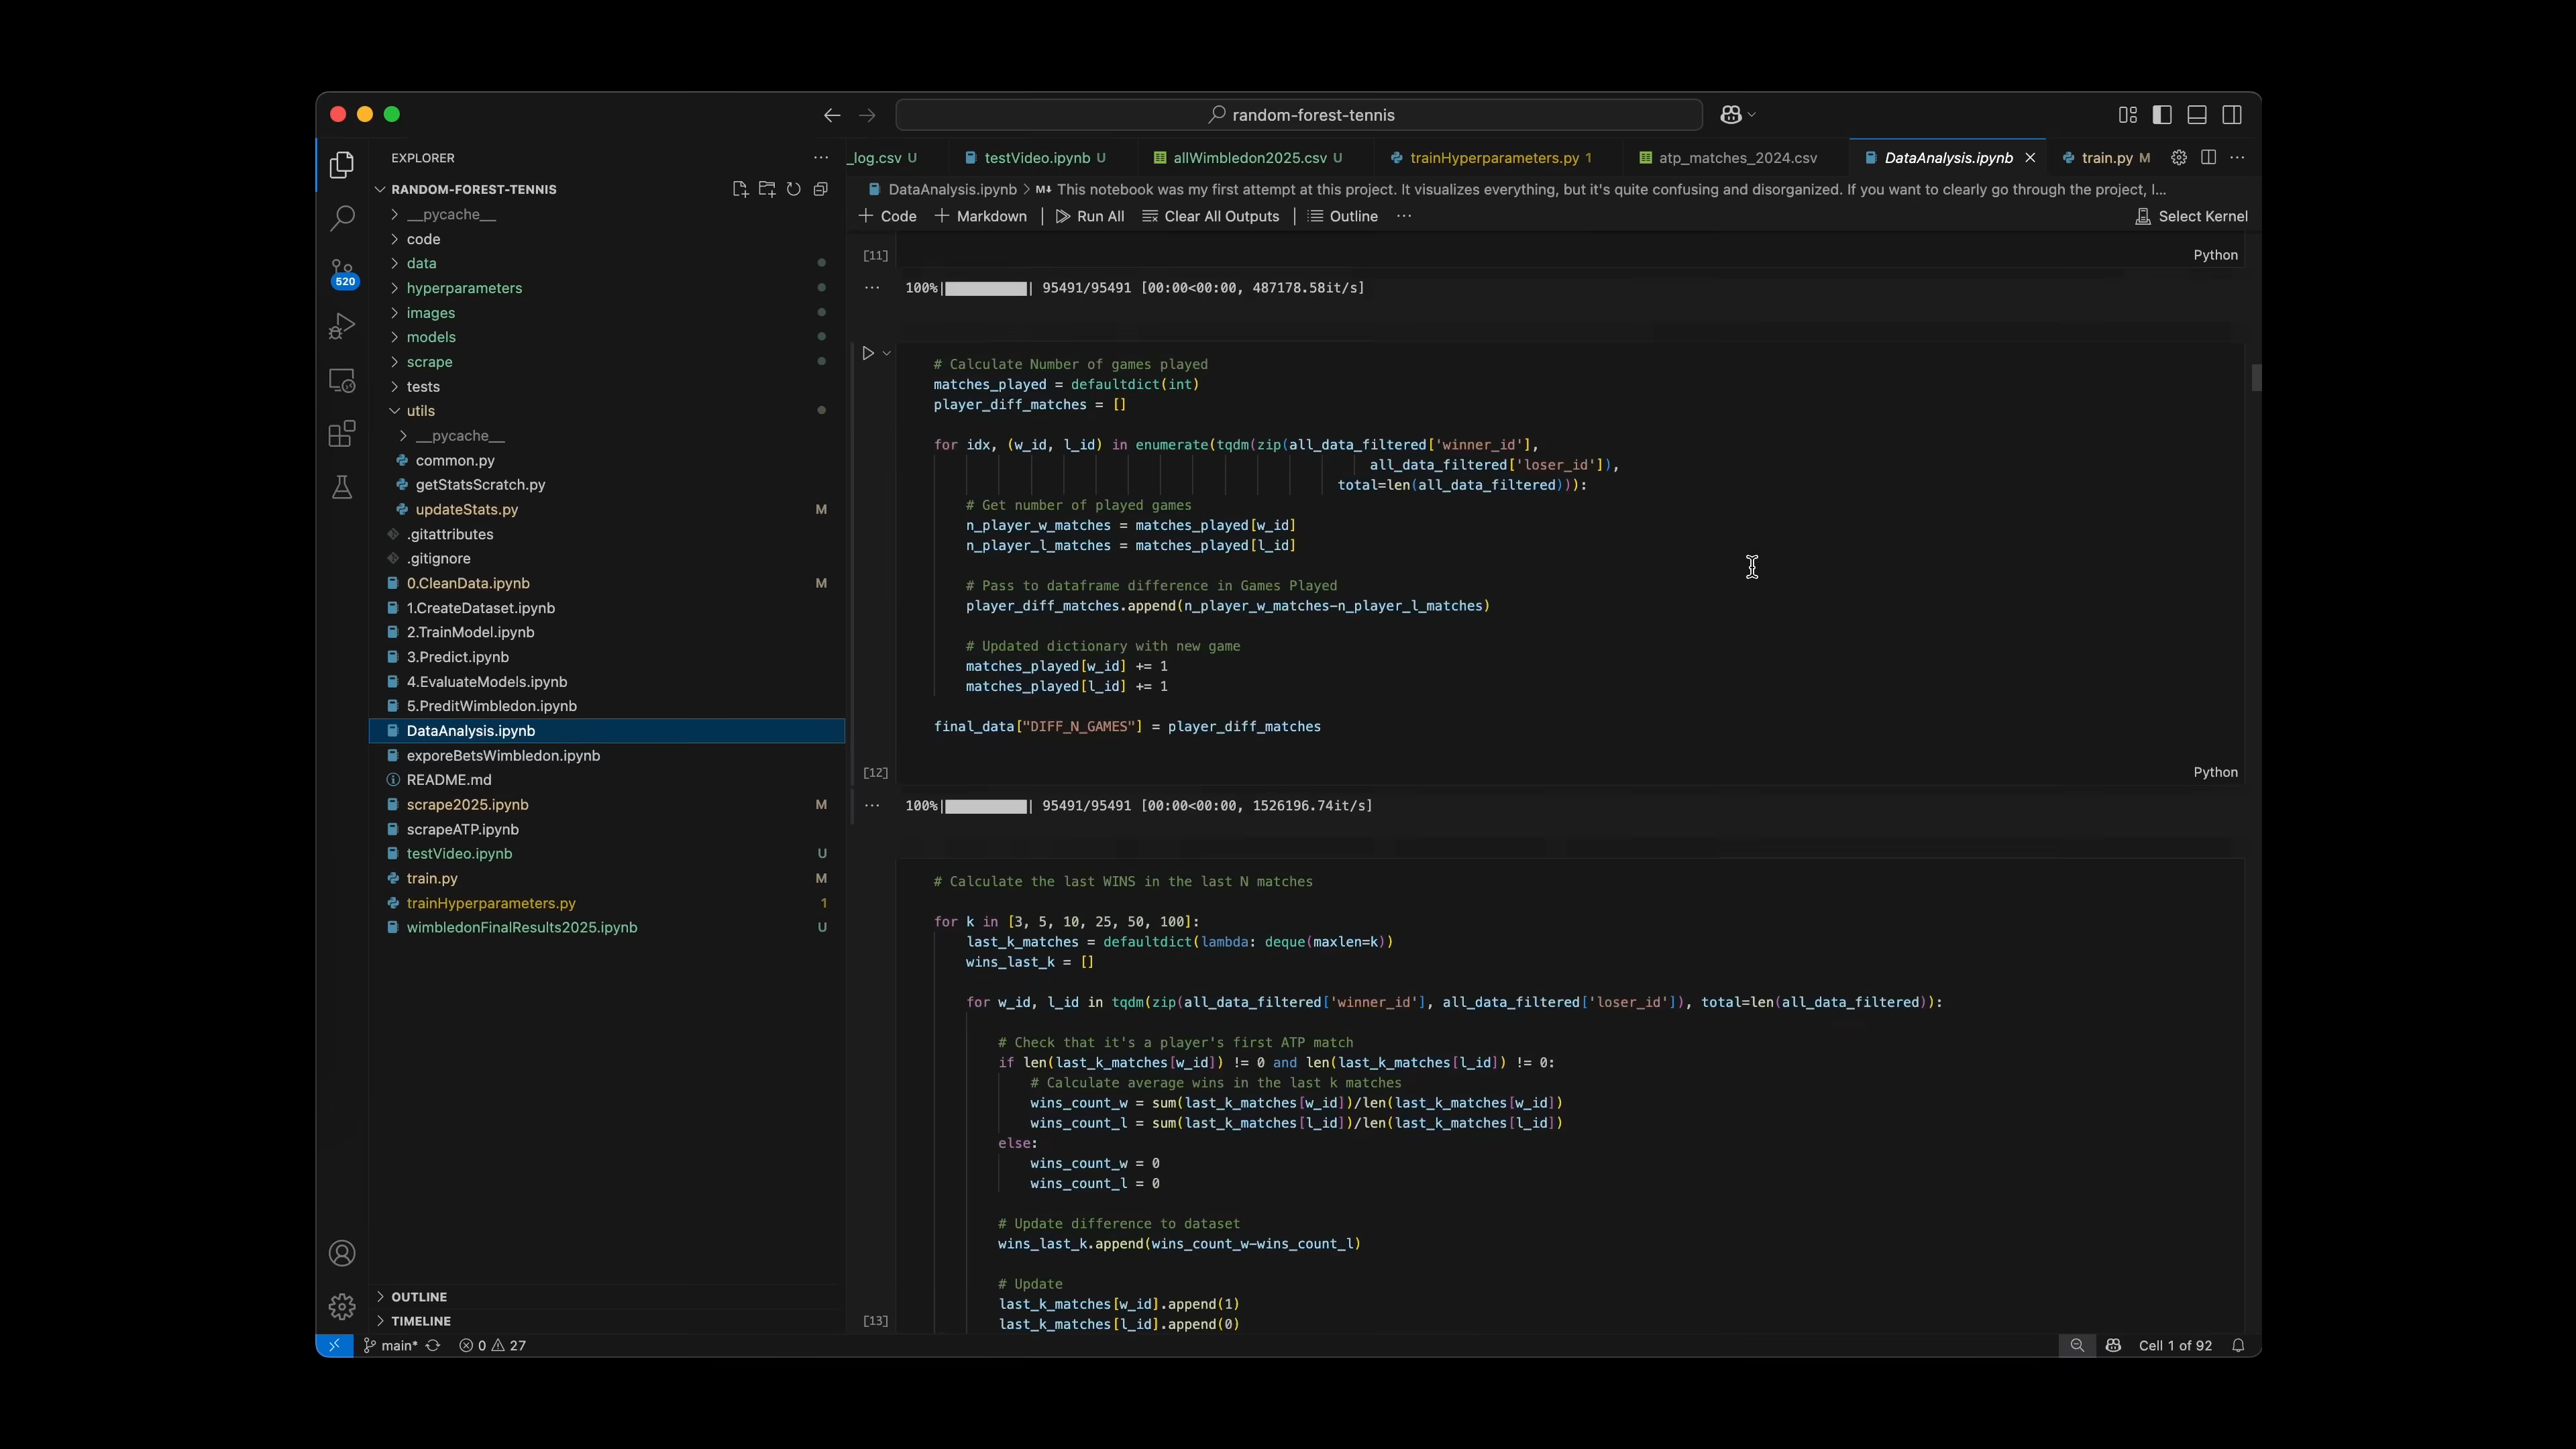 random-forest-tennis
EXPLORER
_log.csv U
testVideo.ipynb U
allWimbledon2025.csv U
trainHyperparameters.py 1
atp_matches_2024.csv
DataAnalysis.ipynb
train.py M
RANDOM-FOREST-TENNIS
DataAnalysis.ipynb > M↓ This notebook was my first attempt at this project. It visualizes everything, but it's quite confusing and disorganized. If you want to clearly go through the project, I...
+ Code + Markdown Run All Clear All Outputs Outline ...
Select Kernel
__pycache__
code
data
hyperparameters
images
models
scrape
tests
utils
__pycache__
common.py
getStatsScratch.py
updateStats.py M
.gitattributes
.gitignore
0.CleanData.ipynb M
1.CreateDataset.ipynb
2.TrainModel.ipynb
3.Predict.ipynb
4.EvaluateModels.ipynb
5.PreditWimbledon.ipynb
DataAnalysis.ipynb
exporeBetsWimbledon.ipynb
README.md
scrape2025.ipynb M
scrapeATP.ipynb
testVideo.ipynb U
train.py M
trainHyperparameters.py 1
wimbledonFinalResults2025.ipynb U
OUTLINE
TIMELINE
520
[11] Python
... 100%|██████████| 95491/95491 [00:00<00:00, 487178.58it/s]
# Calculate Number of games played
matches_played = defaultdict(int)
player_diff_matches = []
for idx, (w_id, l_id) in enumerate(tqdm(zip(all_data_filtered['winner_id'],
all_data_filtered['loser_id']),
total=len(all_data_filtered))):
# Get number of played games
n_player_w_matches = matches_played[w_id]
n_player_l_matches = matches_played[l_id]
# Pass to dataframe difference in Games Played
player_diff_matches.append(n_player_w_matches-n_player_l_matches)
# Updated dictionary with new game
matches_played[w_id] += 1
matches_played[l_id] += 1
final_data["DIFF_N_GAMES"] = player_diff_matches
[12] Python
... 100%|██████████| 95491/95491 [00:00<00:00, 1526196.74it/s]
# Calculate the last WINS in the last N matches
for k in [3, 5, 10, 25, 50, 100]:
last_k_matches = defaultdict(lambda: deque(maxlen=k))
wins_last_k = []
for w_id, l_id in tqdm(zip(all_data_filtered['winner_id'], all_data_filtered['loser_id']), total=len(all_data_filtered)):
# Check that it's a player's first ATP match
if len(last_k_matches[w_id]) != 0 and len(last_k_matches[l_id]) != 0:
# Calculate average wins in the last k matches
wins_count_w = sum(last_k_matches[w_id])/len(last_k_matches[w_id])
wins_count_l = sum(last_k_matches[l_id])/len(last_k_matches[l_id])
else:
wins_count_w = 0
wins_count_l = 0
# Update difference to dataset
wins_last_k.append(wins_count_w-wins_count_l)
# Update
last_k_matches[w_id].append(1)
last_k_matches[l_id].append(0)
[13]
main* 0 27
Cell 1 of 92